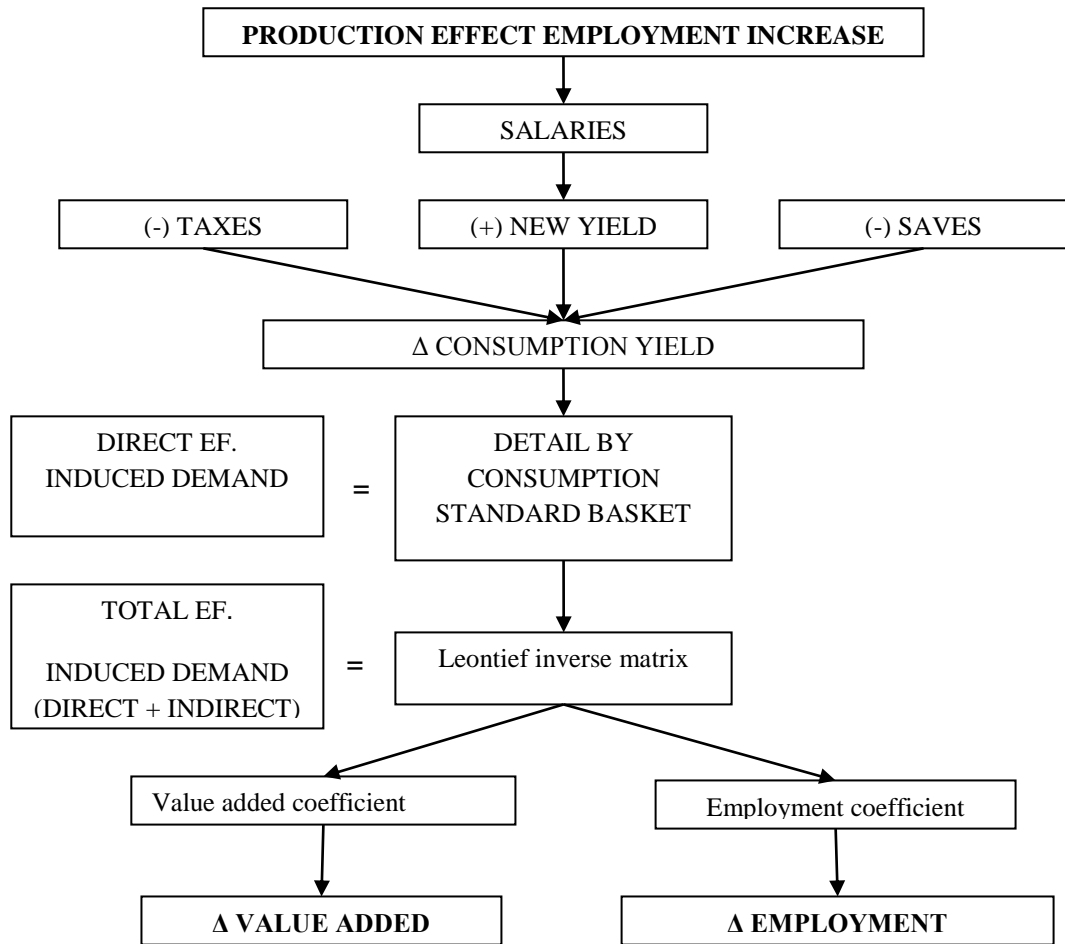 PRODUCTION EFFECT EMPLOYMENT INCREASE
SALARIES
(-) TAXES
(+) NEW YIELD
(-) SAVES
Δ CONSUMPTION YIELD
DIRECT EF.
INDUCED DEMAND
=
DETAIL BY
CONSUMPTION
STANDARD BASKET
TOTAL EF.
INDUCED DEMAND
(DIRECT + INDIRECT)
=
Leontief inverse matrix
Value added coefficient
Employment coefficient
Δ VALUE ADDED
Δ EMPLOYMENT